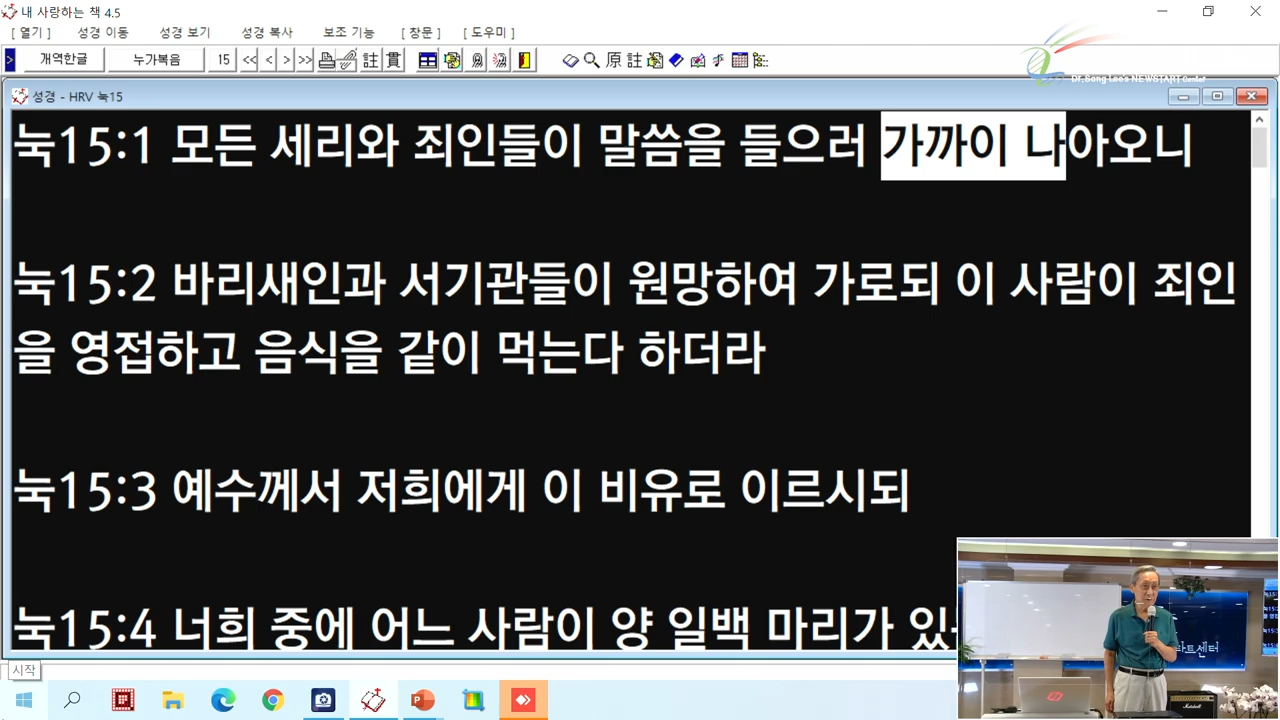 내 사랑하는 책 4.5
[ 열기 ] 성경 이동 성경 보기 성경 복사 보조 기능 [ 창문 ] [ 도우미 ]
> 개역한글 누가복음 15 << < > >> 註 貫 原 註
Dr.Sang Lee's NEWSTART Center
성경 - HRV 눅15
눅15:1 모든 세리와 죄인들이 말씀을 들으러 가까이 나아오니
눅15:2 바리새인과 서기관들이 원망하여 가로되 이 사람이 죄인
을 영접하고 음식을 같이 먹는다 하더라
눅15:3 예수께서 저희에게 이 비유로 이르시되
눅15:4 너희 중에 어느 사람이 양 일백 마리가 있
시작
Marshall